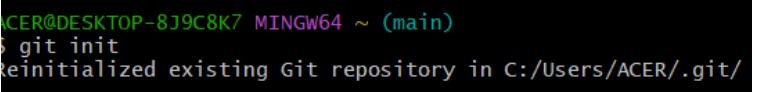 ACER@DESKTOP-8J9C8K7 MINGW64 ~ (main)
$ git init
Reinitialized existing Git repository in C:/Users/ACER/.git/